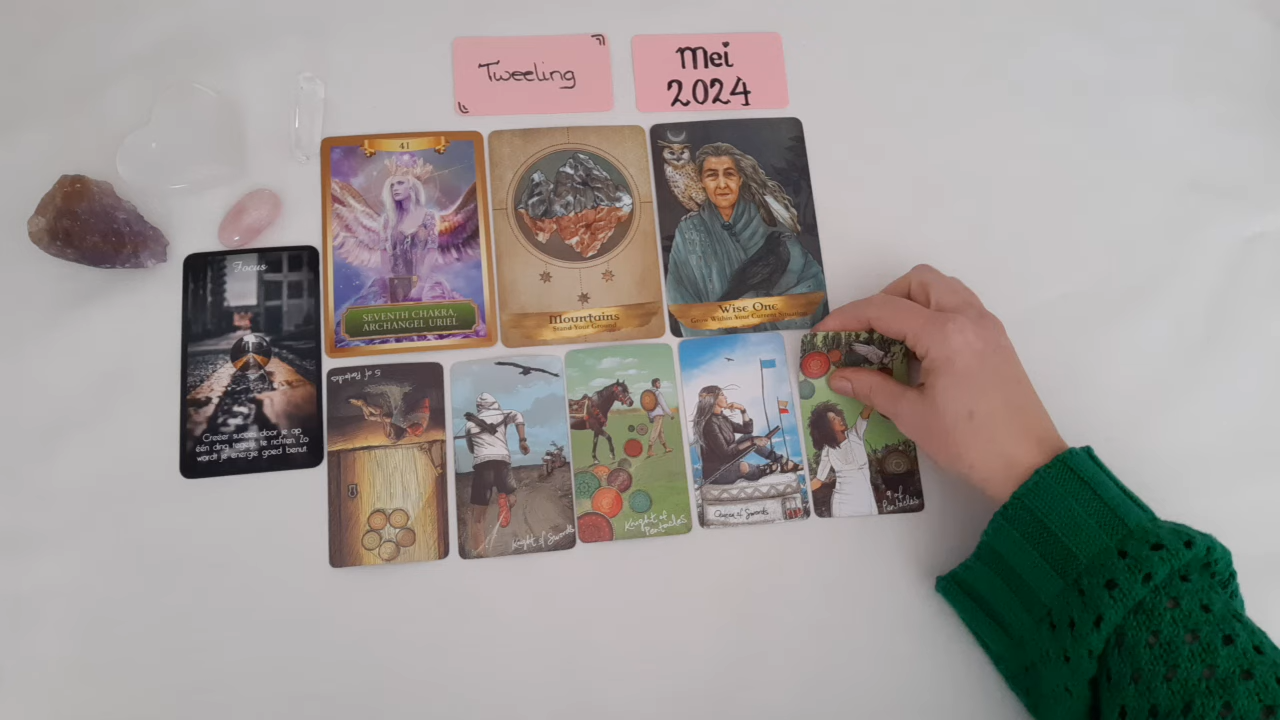 Tweeling
Mei
2024
41
SEVENTH CHAKRA,
ARCHANGEL URIEL
Mountains
Stand Your Ground
Wise One
Grow Within Your Current Situation
Focus
Creëer succes door je op
één ding tegelijk te richten. Zo
wordt je energie goed benut.
5 of Pentacles
Knight of Swords
Knight of
Pentacles
Queen of Swords
9 of
Pentacles